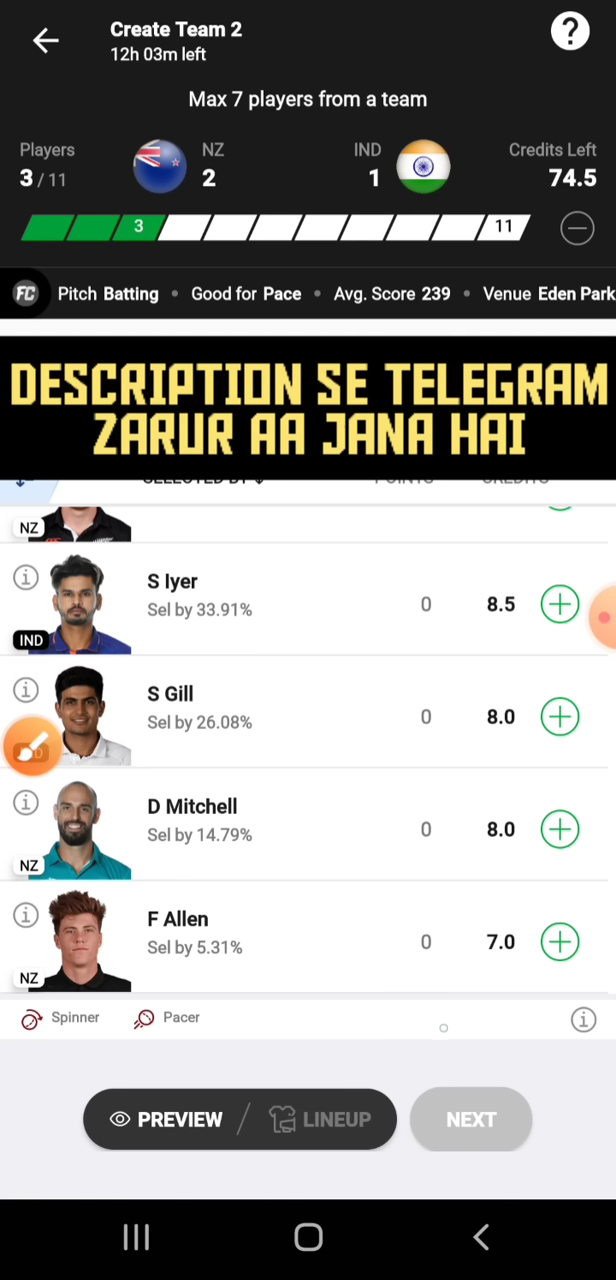 Create Team 2
12h 03m left
?
Max 7 players from a team
Players NZ IND Credits Left
3 / 11 2 1 74.5
3 11
FC Pitch Batting • Good for Pace • Avg. Score 239 • Venue Eden Park
DESCRIPTION SE TELEGRAM
ZARUR AA JANA HAI
SELECTED BY POINTS CREDITS
NZ
S Iyer
Sel by 33.91% 0 8.5
IND
S Gill
Sel by 26.08% 0 8.0
D Mitchell
Sel by 14.79% 0 8.0
NZ
F Allen
Sel by 5.31% 0 7.0
NZ
Spinner Pacer
PREVIEW / LINEUP NEXT